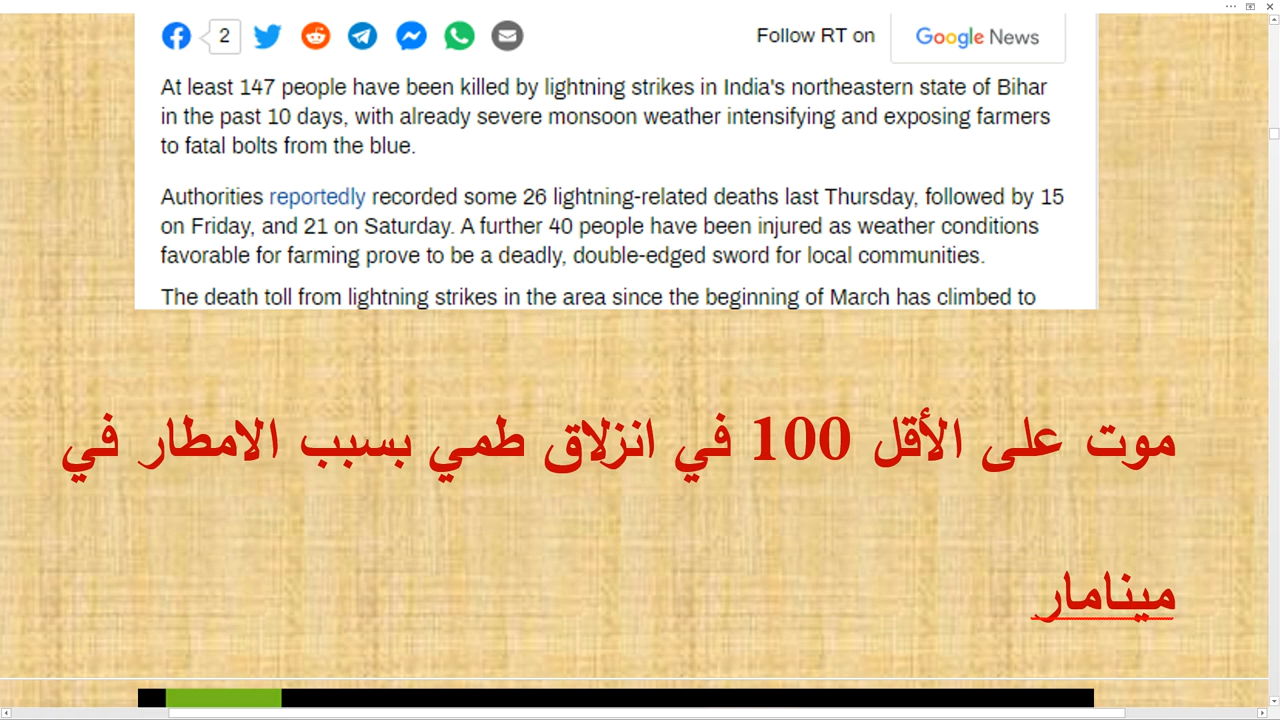 2
Follow RT on Google News
At least 147 people have been killed by lightning strikes in India's northeastern state of Bihar
in the past 10 days, with already severe monsoon weather intensifying and exposing farmers
to fatal bolts from the blue.
Authorities reportedly recorded some 26 lightning-related deaths last Thursday, followed by 15
on Friday, and 21 on Saturday. A further 40 people have been injured as weather conditions
favorable for farming prove to be a deadly, double-edged sword for local communities.
The death toll from lightning strikes in the area since the beginning of March has climbed to
موت على الأقل 100 في انزلاق طمي بسبب الامطار في
مينامار